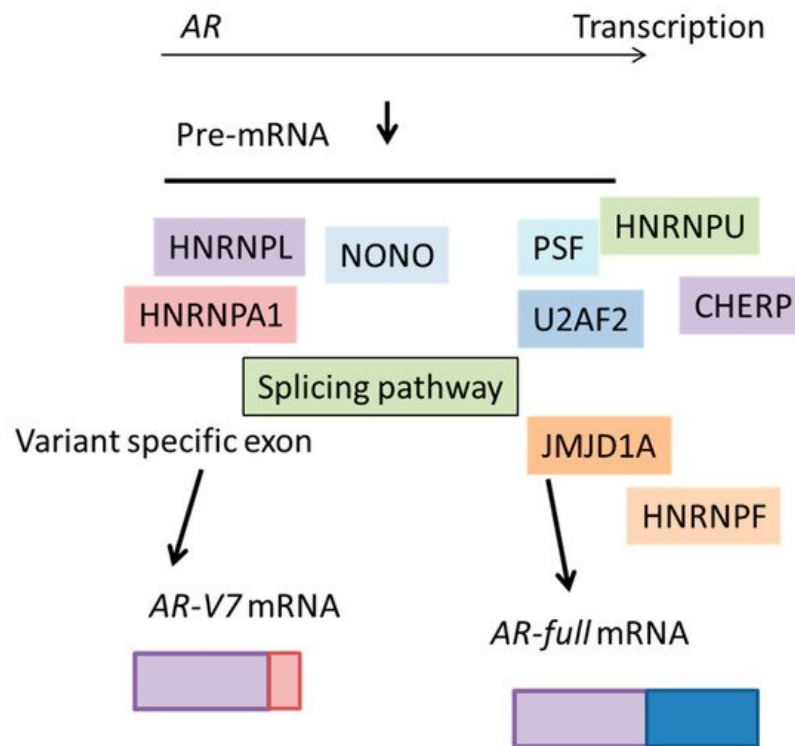 AR Transcription
Pre-mRNA
HNRNPL NONO PSF HNRNPU
HNRNPA1 U2AF2 CHERP
Splicing pathway
Variant specific exon JMJD1A
HNRNPF
AR-V7 mRNA
AR-full mRNA